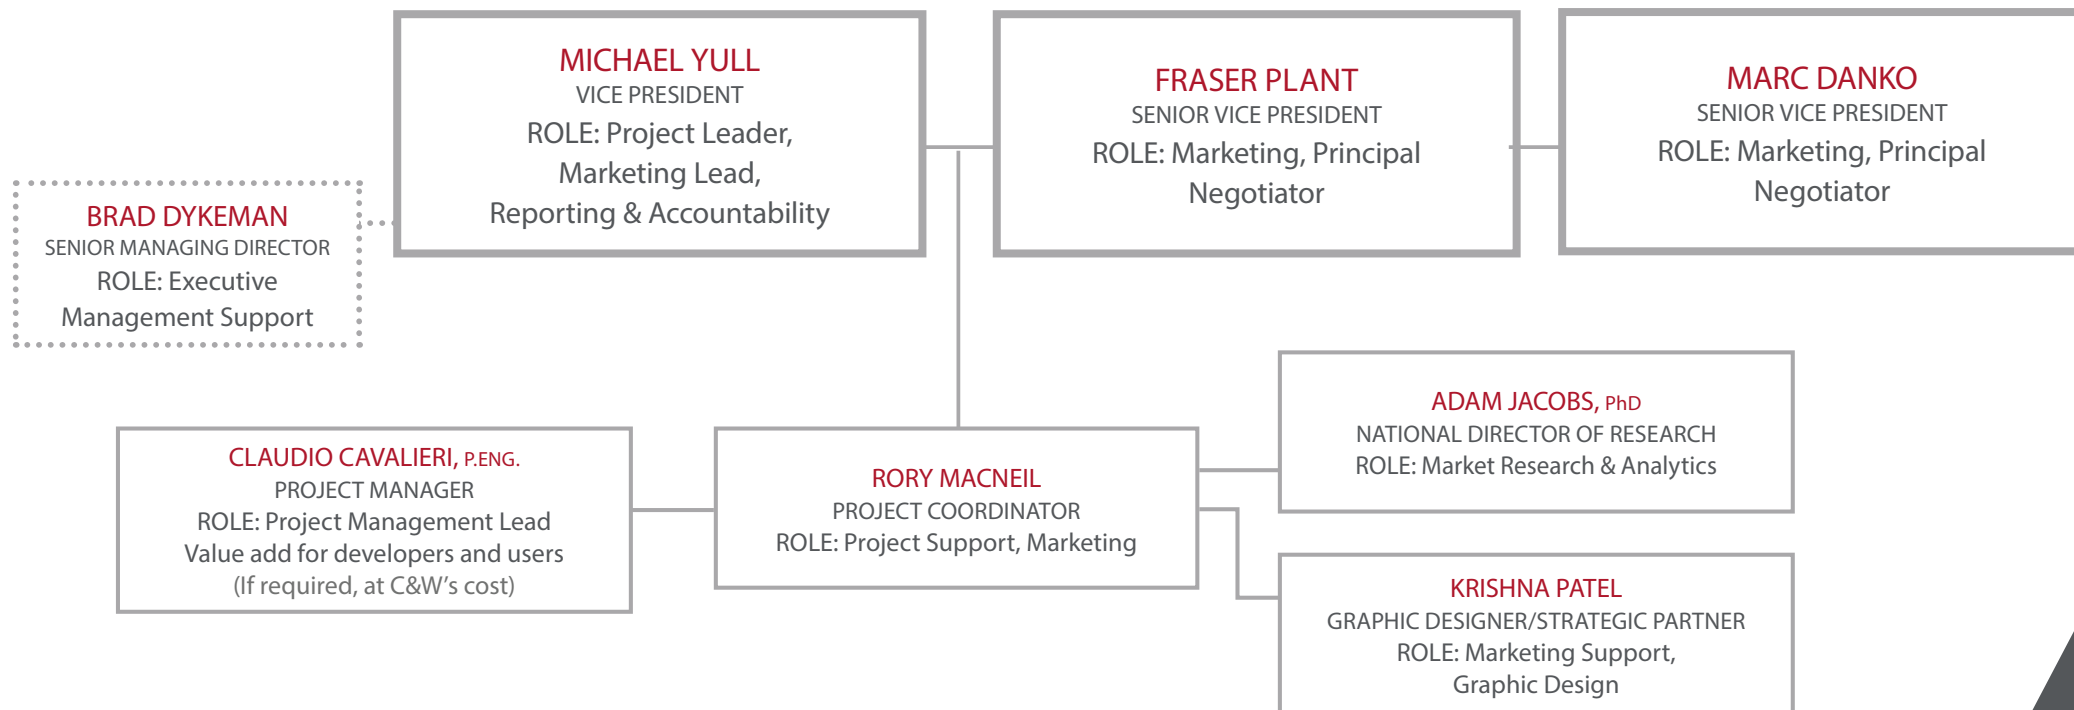 MICHAEL YULL
VICE PRESIDENT
ROLE: Project Leader,
Marketing Lead,
Reporting & Accountability
FRASER PLANT
SENIOR VICE PRESIDENT
ROLE: Marketing, Principal
Negotiator
MARC DANKO
SENIOR VICE PRESIDENT
ROLE: Marketing, Principal
Negotiator
BRAD DYKEMAN
SENIOR MANAGING DIRECTOR
ROLE: Executive
Management Support
CLAUDIO CAVALIERI, P.ENG.
PROJECT MANAGER
ROLE: Project Management Lead
Value add for developers and users
(If required, at C&W’s cost)
RORY MACNEIL
PROJECT COORDINATOR
ROLE: Project Support, Marketing
ADAM JACOBS, PhD
NATIONAL DIRECTOR OF RESEARCH
ROLE: Market Research & Analytics
KRISHNA PATEL
GRAPHIC DESIGNER/STRATEGIC PARTNER
ROLE: Marketing Support,
Graphic Design